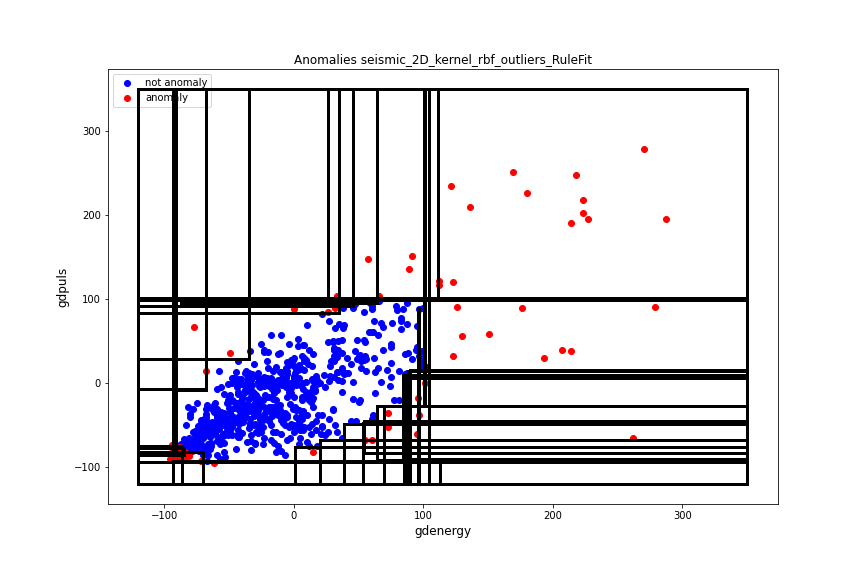 Anomalies seismic_2D_kernel_rbf_outliers_RuleFit
not anomaly
anomaly
gdpuls
300
200
100
0
−100
−100
0
100
200
300
gdenergy